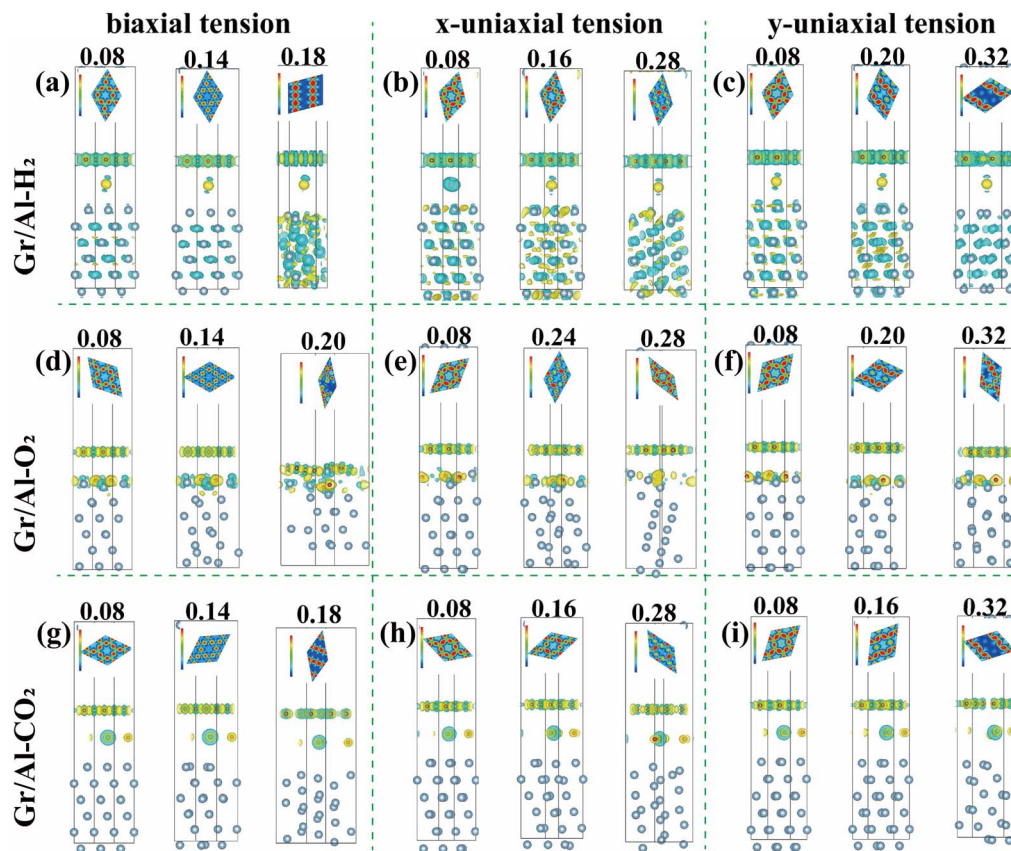 biaxial tension x-uniaxial tension y-uniaxial tension
Gr/Al-H₂
(a) 0.08 0.14 0.18 (b) 0.08 0.16 0.28 (c) 0.08 0.20 0.32
Gr/Al-O₂
(d) 0.08 0.14 0.20 (e) 0.08 0.24 0.28 (f) 0.08 0.20 0.32
Gr/Al-CO₂
(g) 0.08 0.14 0.18 (h) 0.08 0.16 0.28 (i) 0.08 0.16 0.32